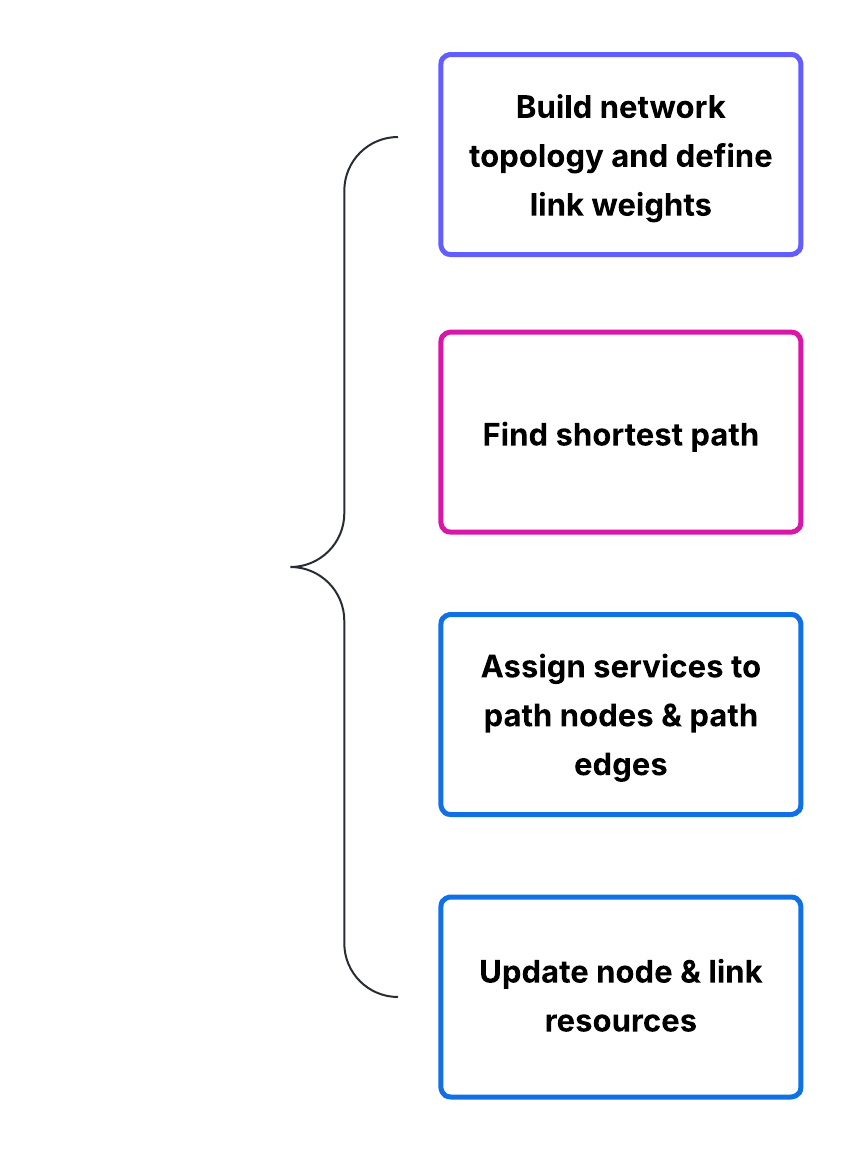 Build network
topology and define
link weights
Find shortest path
Assign services to
path nodes & path
edges
Update node & link
resources